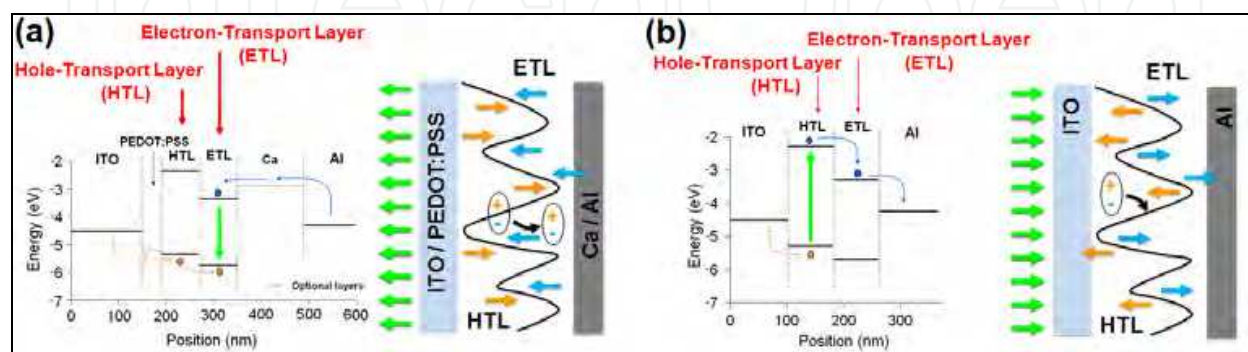 (a)
Electron-Transport Layer
(ETL)
Hole-Transport Layer
(HTL)
PEDOT:PSS
ITO
HTL
ETL
Ca
Al
-2
-3
-4
-5
-6
-7
Energy (eV)
Optional layers
0
100
200
300
400
500
600
Position (nm)
ITO / PEDOT:PSS
ETL
HTL
Ca / Al
(b)
Electron-Transport Layer
(ETL)
Hole-Transport Layer
(HTL)
ITO
HTL
ETL
Al
-2
-3
-4
-5
-6
-7
Energy (eV)
0
100
200
300
Position (nm)
ITO
ETL
HTL
Al